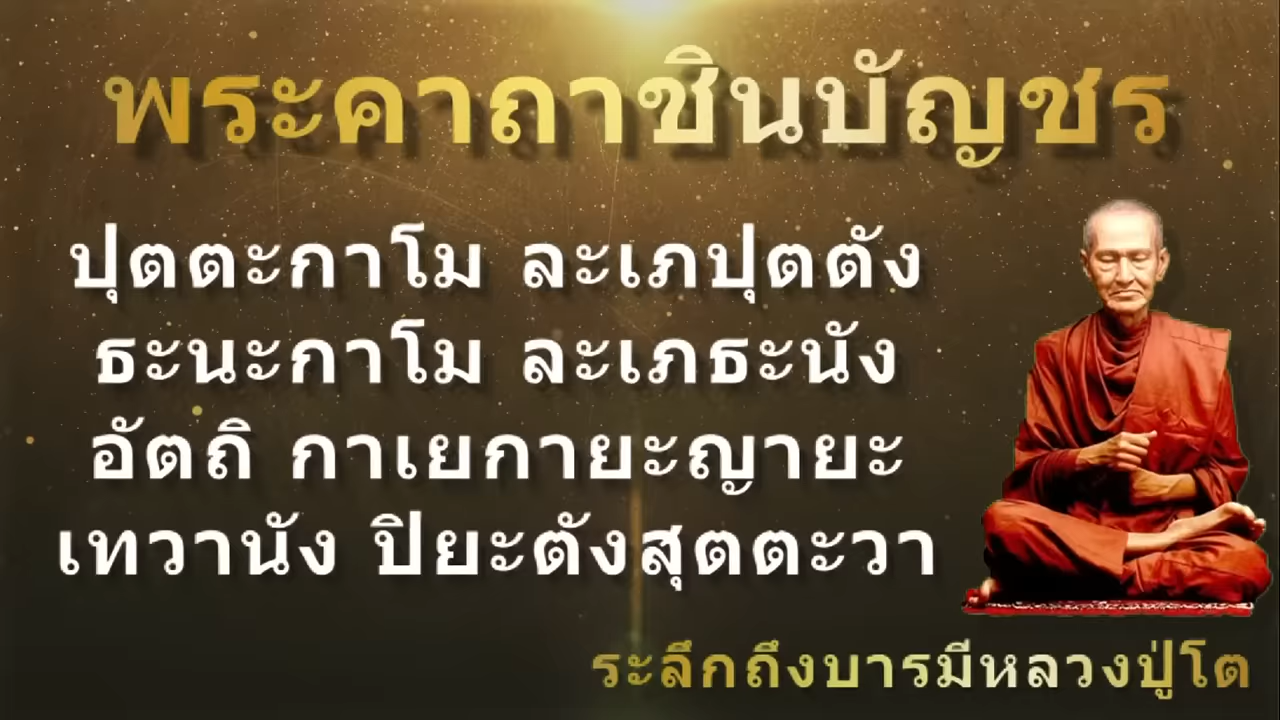 พระคาถาชินบัญชร
ปุตตะกาโม ละเภปุตตัง
ธะนะกาโม ละเภธะนัง
อัตถิ กาเยกายะญายะ
เทวานัง ปิยะตังสุตตะวา
ระลึกถึงบารมีหลวงปู่โต